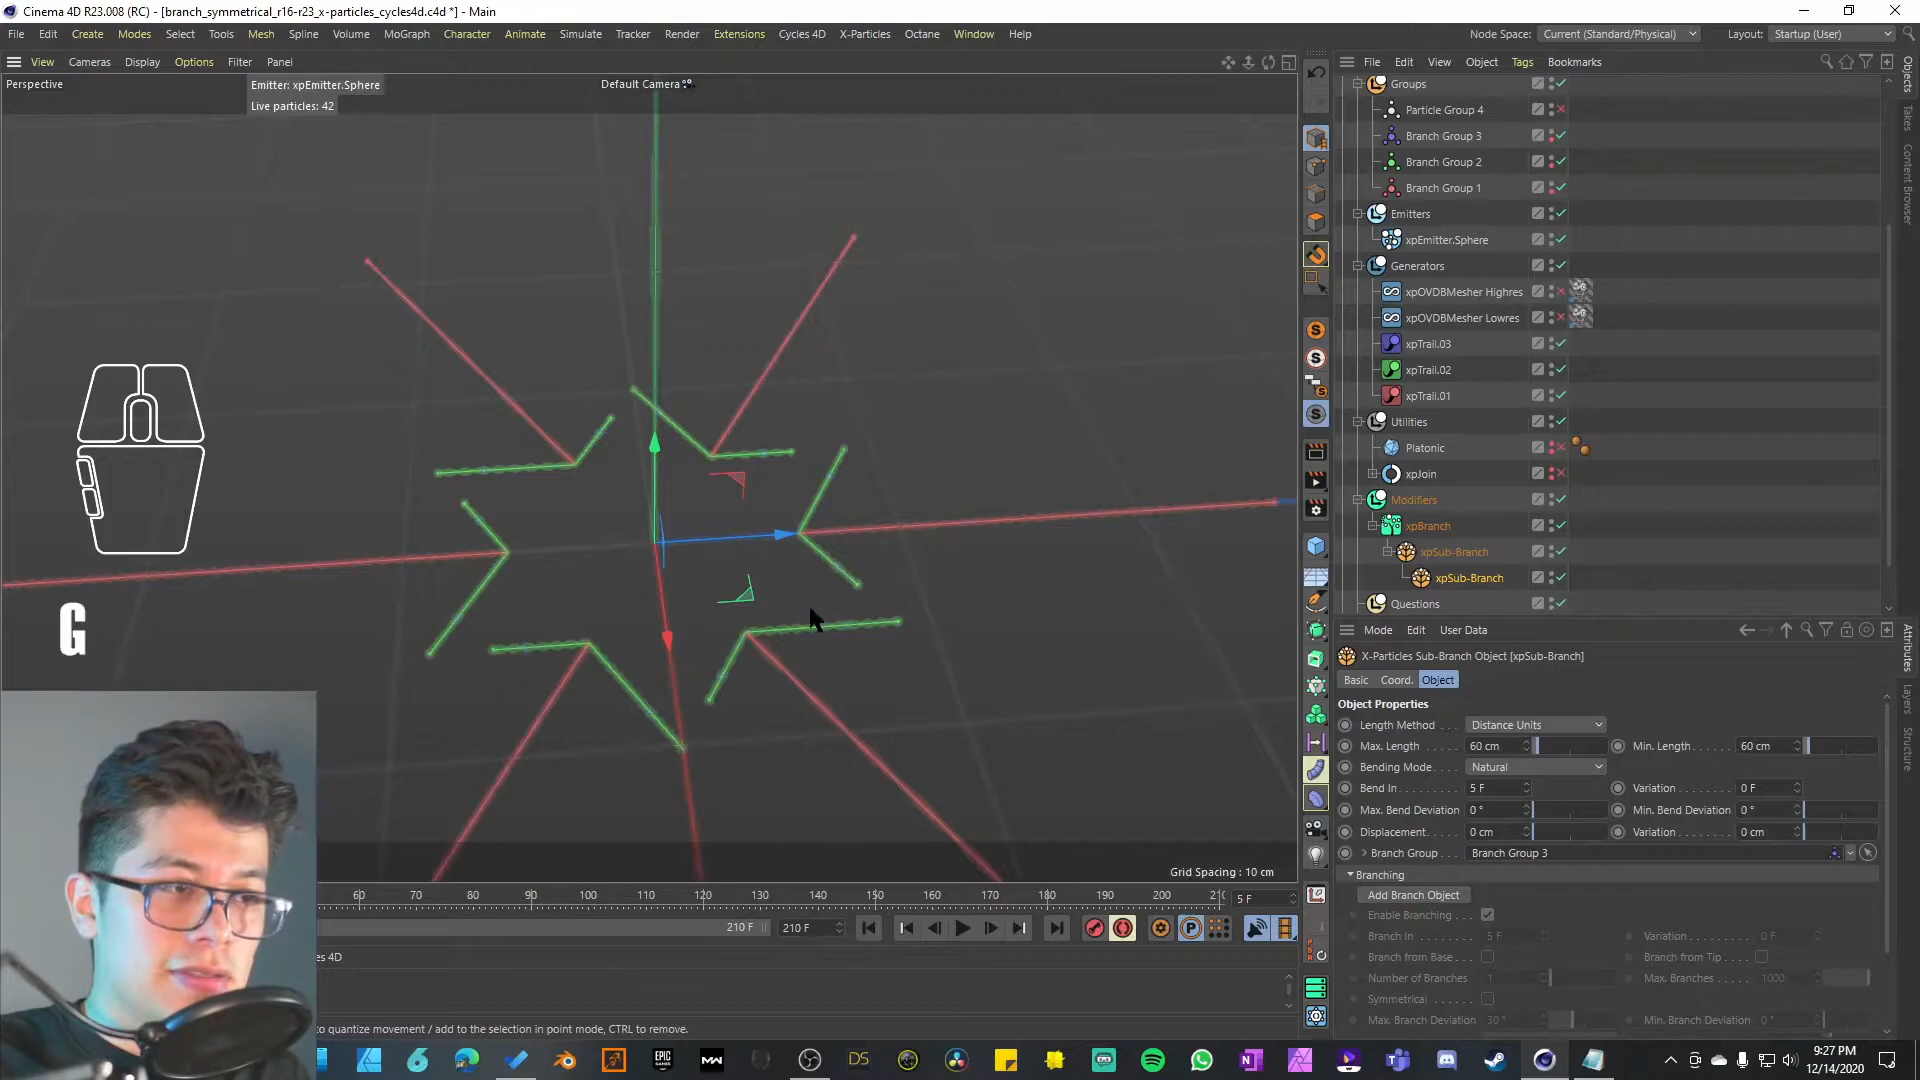 Cinema 4D R23.008 (RC) - [branch_symmetrical_r16-r23_x-particles_cycles4d.c4d *] - Main
File Edit Create Modes Select Tools Mesh Spline Volume MoGraph Character Animate Simulate Tracker Render Extensions Cycles 4D X-Particles Octane Window Help
Node Space: Current (Standard/Physical) Layout: Startup (User)
View Cameras Display Options Filter Panel
File Edit View Object Tags Bookmarks
Perspective
Emitter: xpEmitter.Sphere
Live particles: 42
Default Camera
Groups
Particle Group 4
Branch Group 3
Branch Group 2
Branch Group 1
Emitters
xpEmitter.Sphere
Generators
xpOVDBMesher Highres
xpOVDBMesher Lowres
xpTrail.03
xpTrail.02
xpTrail.01
Utilities
Platonic
xpJoin
Modifiers
xpBranch
xpSub-Branch
xpSub-Branch
Questions
Objects
Takes
Content Browser
Attributes
Layers
Structure
G
Mode Edit User Data
X-Particles Sub-Branch Object [xpSub-Branch]
Basic Coord. Object
Object Properties
Length Method Distance Units
Max. Length 60 cm Min. Length 60 cm
Bending Mode Natural
Bend In 5 F Variation 0 F
Max. Bend Deviation 0 ° Min. Bend Deviation 0 °
Displacement 0 cm Variation 0 cm
Branch Group Branch Group 3
Branching
Add Branch Object
Enable Branching
Branch In 5 F Variation 0 F
Branch from Base Branch from Tip
Number of Branches 1 Max. Branches 1000
Symmetrical
Max. Branch Deviation 30 ° Min. Branch Deviation 0 °
Grid Spacing : 10 cm
60 70 80 90 100 110 120 130 140 150 160 170 180 190 200 5 F
210 F 210 F
es 4D
to quantize movement / add to the selection in point mode, CTRL to remove.
EPIC GAMES
DS
9:27 PM
12/14/2020